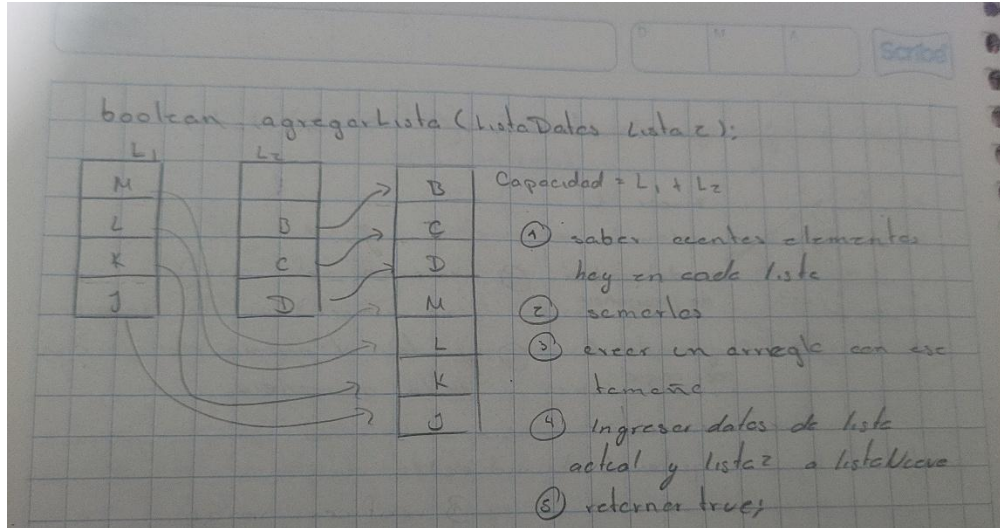 D M A
Scribe
boolean agregarLista (ListaDatos Lista2):
L1 L2
M B
L B C
K C D
J D M
L
K
J
Capacidad = L1 + L2
① saber cuantos elementos
hay en cada lista
② sumarlos
③ crear un arreglo con ese
tamaño
④ Ingresar datos de lista
actual y lista2 a listaNueva
⑤ retornar true;